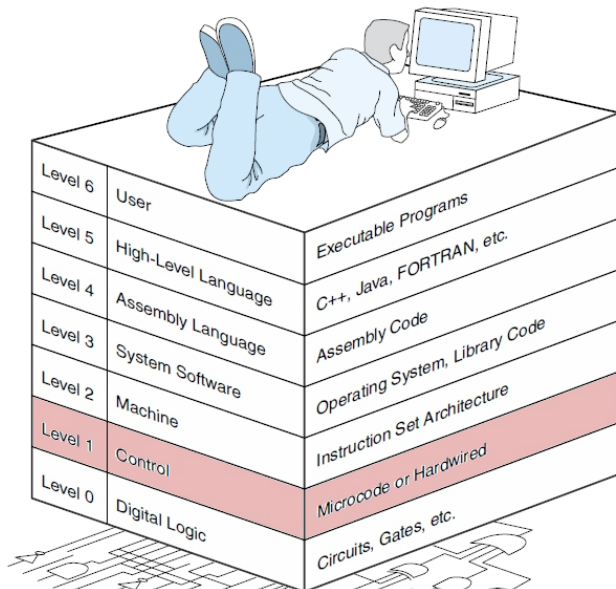 Level 6 User Executable Programs
Level 5 High-Level Language C++, Java, FORTRAN, etc.
Level 4 Assembly Language Assembly Code
Level 3 System Software Operating System, Library Code
Level 2 Machine Instruction Set Architecture
Level 1 Control Microcode or Hardwired
Level 0 Digital Logic Circuits, Gates, etc.